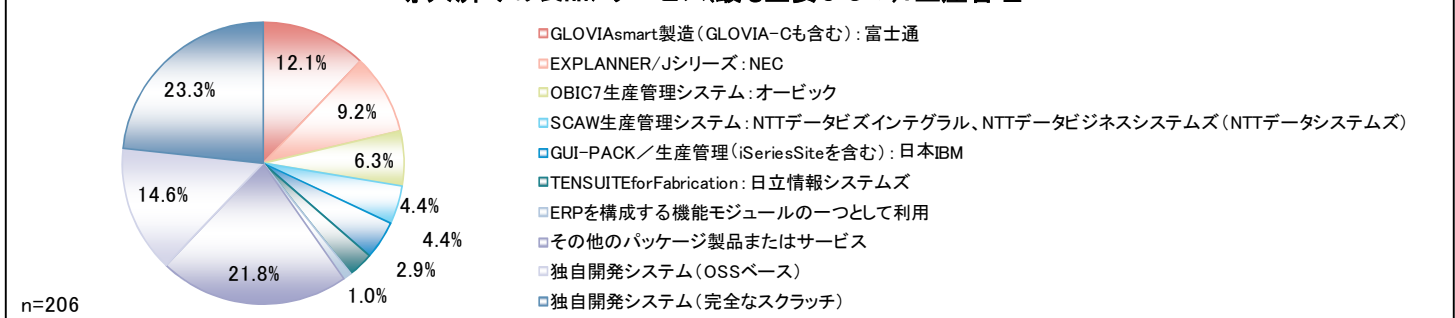 GLOVIAsmart製造(GLOVIA-Cも含む):富士通
EXPLANNER/Jシリーズ:NEC
OBIC7生産管理システム:オービック
SCAW生産管理システム:NTTデータビズインテグラル、NTTデータビジネスシステムズ(NTTデータシステムズ)
GUI-PACK/生産管理(iSeriesSiteを含む):日本IBM
TENSUITEforFabrication:日立情報システムズ
ERPを構成する機能モジュールの一つとして利用
その他のパッケージ製品またはサービス
独自開発システム(OSSベース)
独自開発システム(完全なスクラッチ)
12.1%
9.2%
6.3%
4.4%
4.4%
2.9%
1.0%
21.8%
14.6%
23.3%
n=206